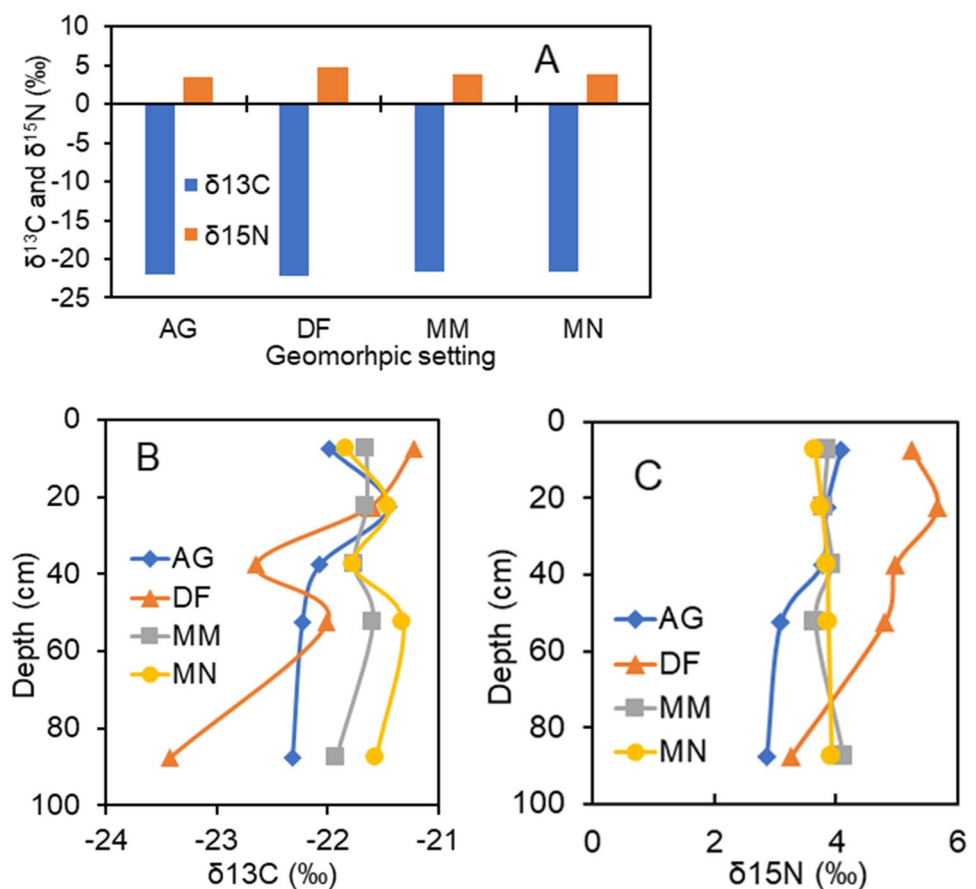 10
5
0
-5
-10
-15
-20
-25
δ¹³C and δ¹⁵N (‰)
A
δ13C
δ15N
AG DF MM MN
Geomorhpic setting
0
20
40
60
80
100
Depth (cm)
B
AG
DF
MM
MN
-24 -23 -22 -21
δ13C (‰)
0
20
40
60
80
100
Depth (cm)
C
AG
DF
MM
MN
0 2 4 6
δ15N (‰)